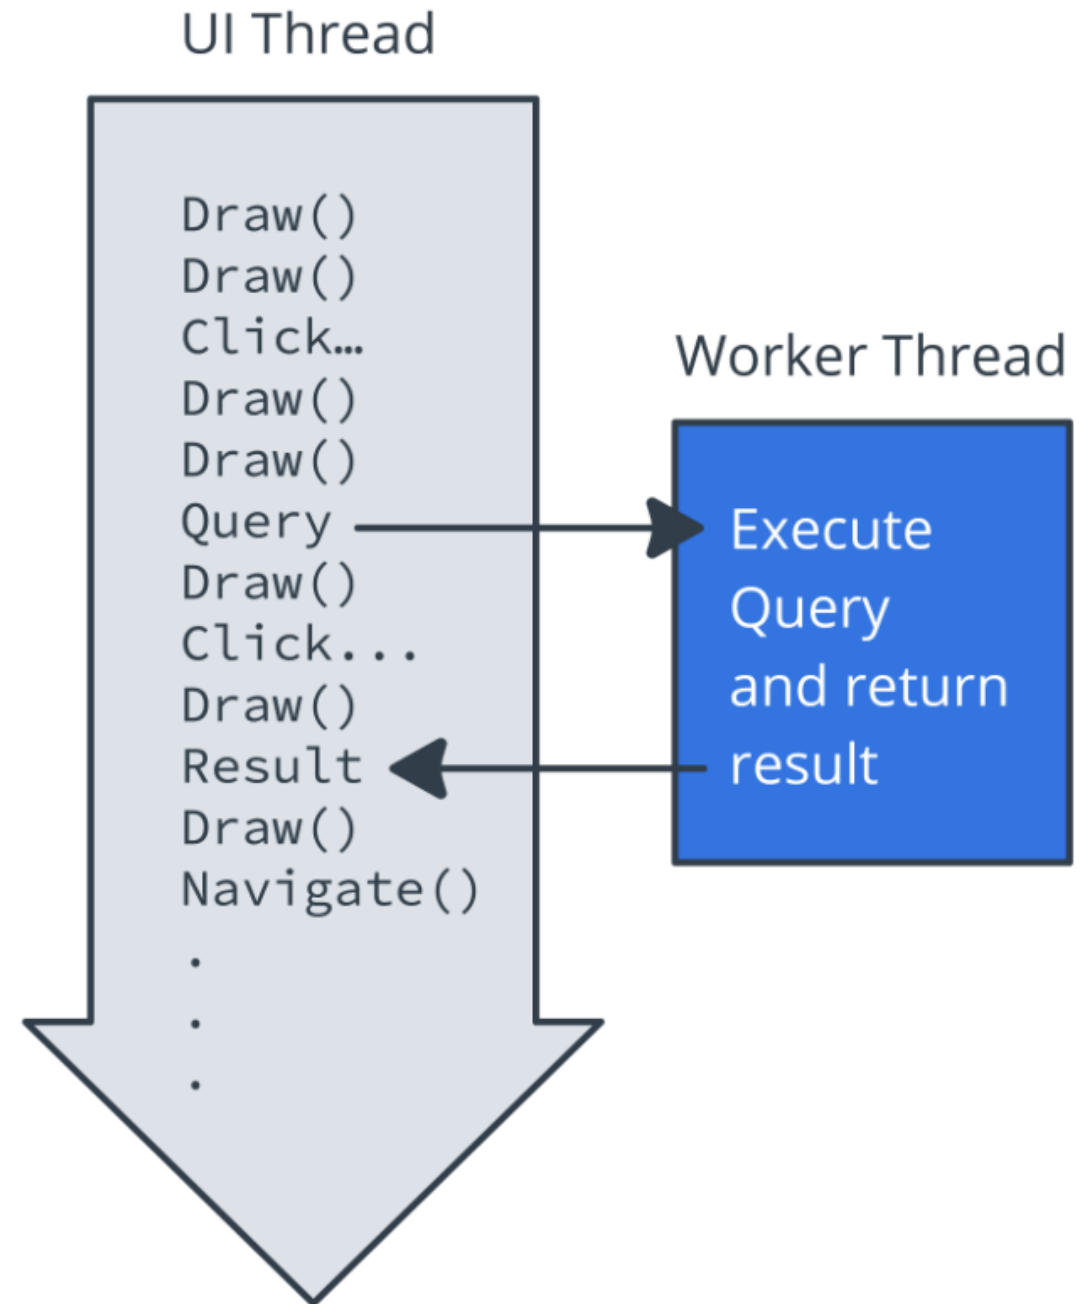 UI Thread
Draw()
Draw()
Click…
Draw()
Draw()
Query
Draw()
Click...
Draw()
Result
Draw()
Navigate()
.
.
.
Worker Thread
Execute
Query
and return
result